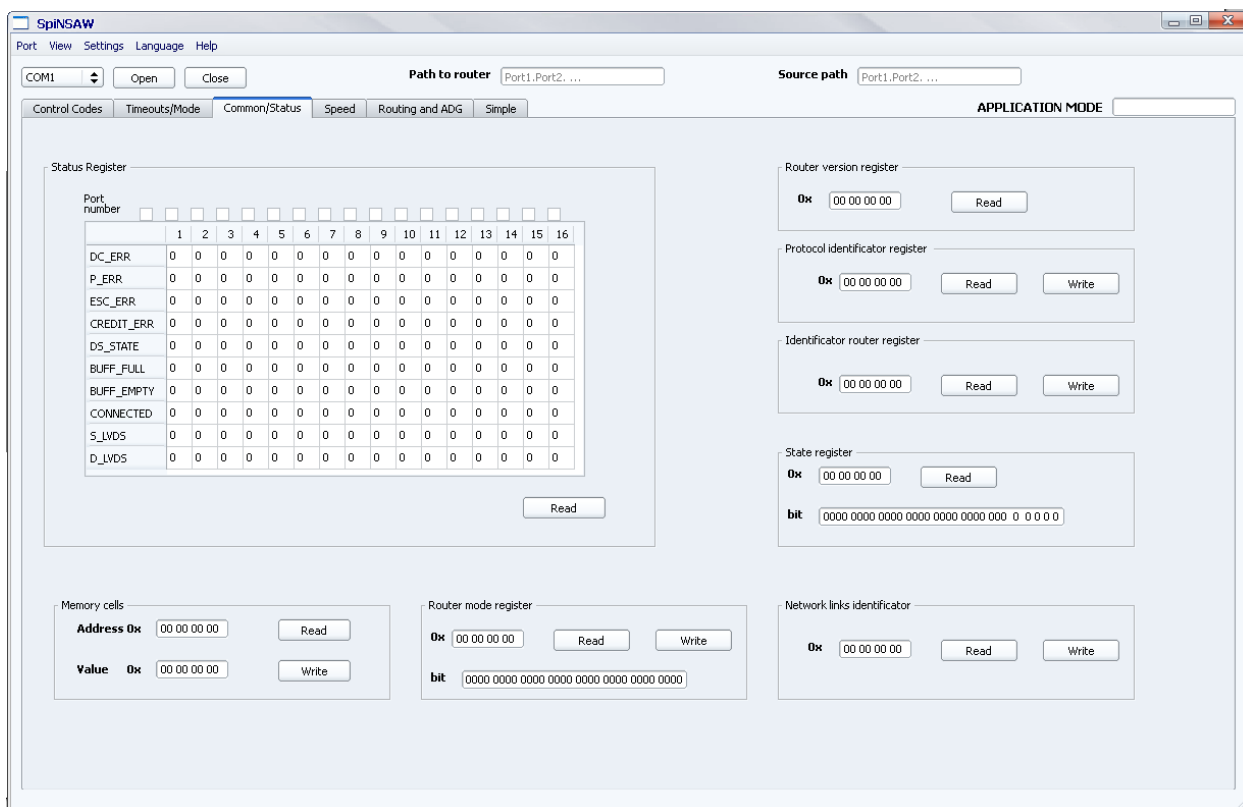 SpiNSAW
Port View Settings Language Help
COM1 Open Close Path to router Port1.Port2. ... Source path Port1.Port2. ...
Control Codes Timeouts/Mode Common/Status Speed Routing and ADG Simple APPLICATION MODE
Status Register
Port
number
1 2 3 4 5 6 7 8 9 10 11 12 13 14 15 16
DC_ERR 0 0 0 0 0 0 0 0 0 0 0 0 0 0 0 0
P_ERR 0 0 0 0 0 0 0 0 0 0 0 0 0 0 0 0
ESC_ERR 0 0 0 0 0 0 0 0 0 0 0 0 0 0 0 0
CREDIT_ERR 0 0 0 0 0 0 0 0 0 0 0 0 0 0 0 0
DS_STATE 0 0 0 0 0 0 0 0 0 0 0 0 0 0 0 0
BUFF_FULL 0 0 0 0 0 0 0 0 0 0 0 0 0 0 0 0
BUFF_EMPTY 0 0 0 0 0 0 0 0 0 0 0 0 0 0 0 0
CONNECTED 0 0 0 0 0 0 0 0 0 0 0 0 0 0 0 0
S_LVDS 0 0 0 0 0 0 0 0 0 0 0 0 0 0 0 0
D_LVDS 0 0 0 0 0 0 0 0 0 0 0 0 0 0 0 0
Read
Router version register
0x 00 00 00 00 Read
Protocol identificator register
0x 00 00 00 00 Read Write
Identificator router register
0x 00 00 00 00 Read Write
State register
0x 00 00 00 00 Read
bit 0000 0000 0000 0000 0000 0000 000 0 0 0 0 0
Memory cells
Address 0x 00 00 00 00 Read
Value 0x 00 00 00 00 Write
Router mode register
0x 00 00 00 00 Read Write
bit 0000 0000 0000 0000 0000 0000 0000 0000
Network links identificator
0x 00 00 00 00 Read Write